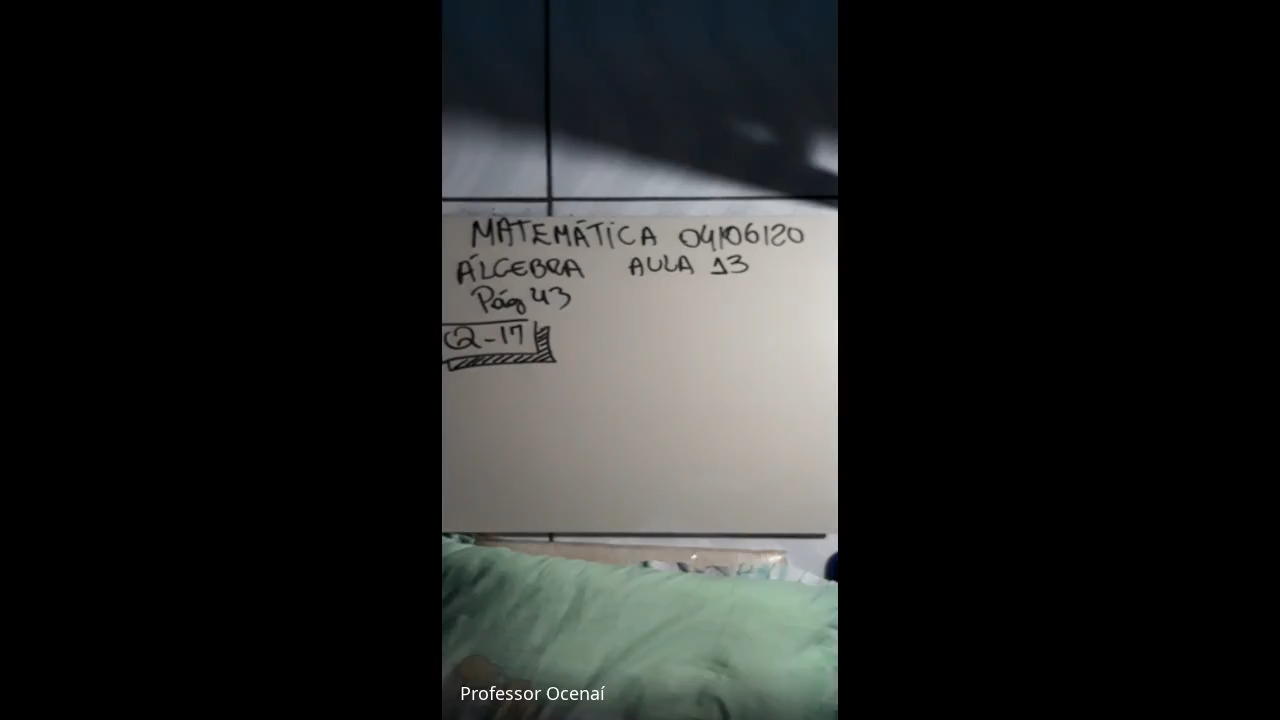 MATEMÁTICA 04/06/20
ÁLGEBRA AULA 13
Pág 43
Q-17
Professor Ocenaí